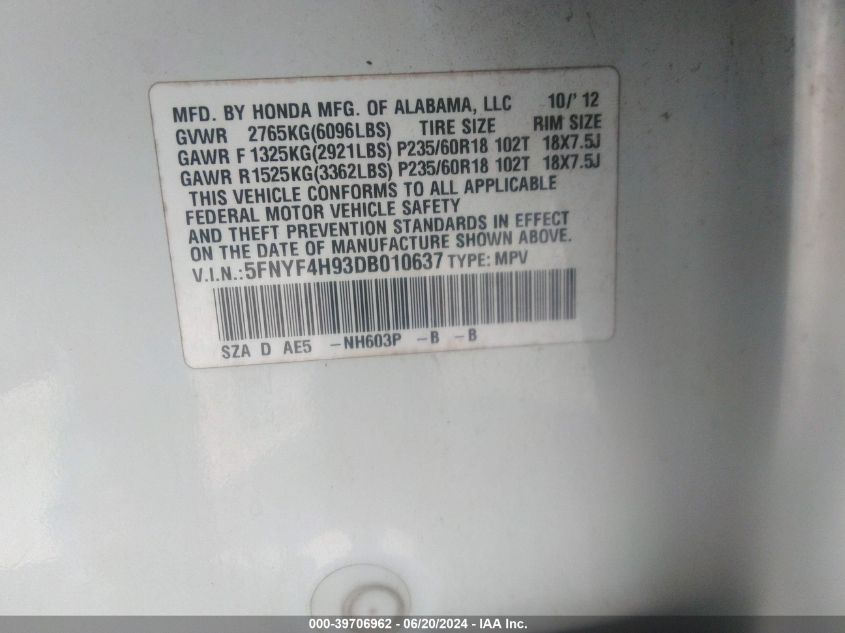 MFD. BY HONDA MFG. OF ALABAMA, LLC 10/' 12
GVWR 2765KG(6096LBS) TIRE SIZE RIM SIZE
GAWR F 1325KG(2921LBS) P235/60R18 102T 18X7.5J
GAWR R1525KG(3362LBS) P235/60R18 102T 18X7.5J
THIS VEHICLE CONFORMS TO ALL APPLICABLE
FEDERAL MOTOR VEHICLE SAFETY
AND THEFT PREVENTION STANDARDS IN EFFECT
ON THE DATE OF MANUFACTURE SHOWN ABOVE.
V.I.N.:5FNYF4H93DB010637 TYPE: MPV
SZA D AE5 -NH603P -B -B
000-39706962 - 06/20/2024 - IAA Inc.